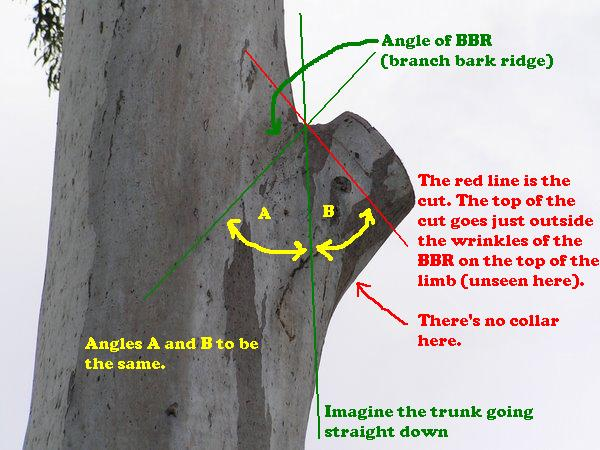 Angle of BBR
(branch bark ridge)
A
B
The red line is the
cut. The top of the
cut goes just outside
the wrinkles of the
BBR on the top of the
limb (unseen here).
There's no collar
here.
Angles A and B to be
the same.
Imagine the trunk going
straight down